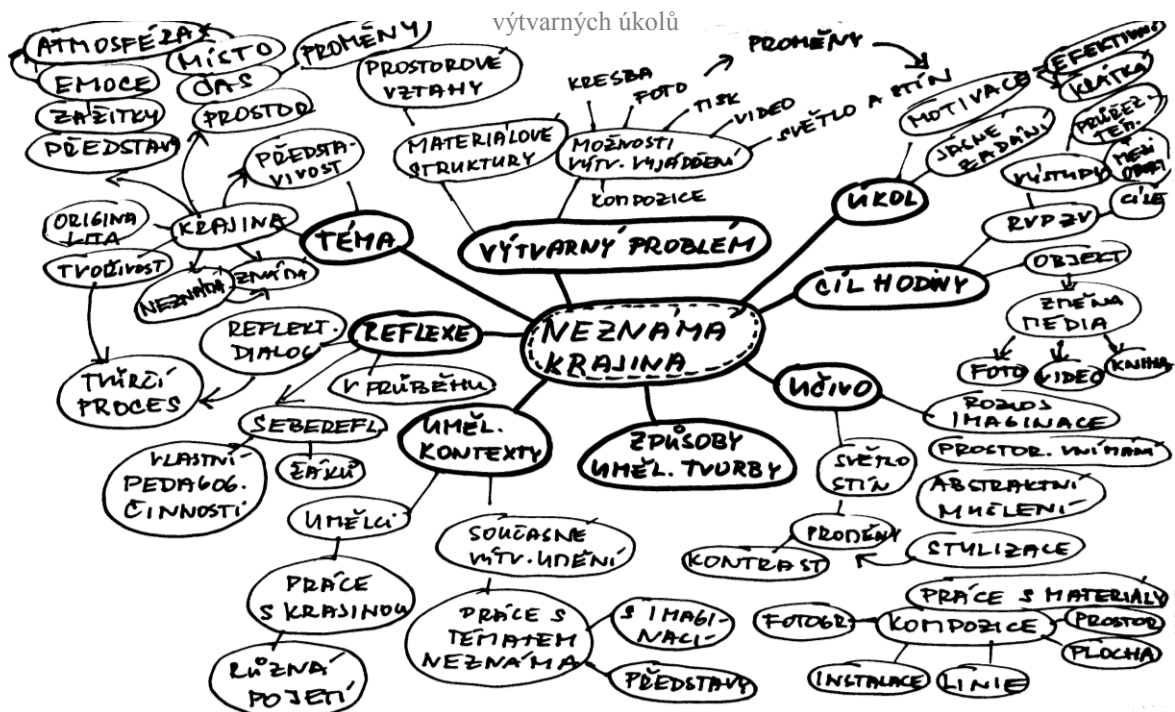 výtvarných úkolů
ATMOSFÉRA
EMOCE
ZÁŽITKY
PŘEDSTAVY
MÍSTO
ČAS
PROSTOR
PROMĚNY
PROSTOROVÉ
VZTAHY
MATERIÁLOVÉ
STRUKTURY
KRESBA
FOTO
TISK
VIDEO
SVĚTLO A STÍN
PROMĚNY
MOŽNOSTI
VÝTV. VYJÁDŘENÍ
KOMPOZICE
MOTIVACE
EFEKTIVNÍ
KRÁTKÁ
JASNÉ
ZADÁNÍ
ÚKOL
PRŮŘEZ.
TÉM.
VÝSTUPY
CÍLE
RVP ZV
PŘEDSTA-
VIVOST
ORIGINA
LITA
TVOŘIVOST
KRAJINA
NEZNÁMÁ
ZNÁMÁ
TÉMA
VÝTVARNÝ PROBLÉM
CÍL HODINY
OBJEKT
ZMĚNA
MÉDIA
FOTO
VIDEO
KNIHA
NEZNÁMÁ
KRAJINA
REFLEXE
REFLEKT.
DIALOG
V PRŮBĚHU
TVŮRČÍ
PROCES
SEBEREFL.
ŽÁKŮ
VLASTNÍ
PEDAGOG.
ČINNOSTI
UMĚL.
KONTEXTY
UMĚLCI
PRÁCE
S KRAJINOU
RŮZNÁ
POJETÍ
SOUČASNÉ
VÝTV. UMĚNÍ
PRÁCE S
TÉMATEM
NEZNÁMA
S IMAGI-
NACÍ
PŘEDSTAVY
ZPŮSOBY
UMĚL. TVORBY
UČIVO
ROZVOJ
IMAGINACE
PROSTOR. VNÍMÁNÍ
ABSTRAKTNÍ
MYŠLENÍ
STYLIZACE
SVĚTLO
STÍN
PROMĚNY
KONTRAST
PRÁCE S MATERIÁLY
FOTOGR.
KOMPOZICE
PROSTOR
PLOCHA
INSTALACE
LINIE